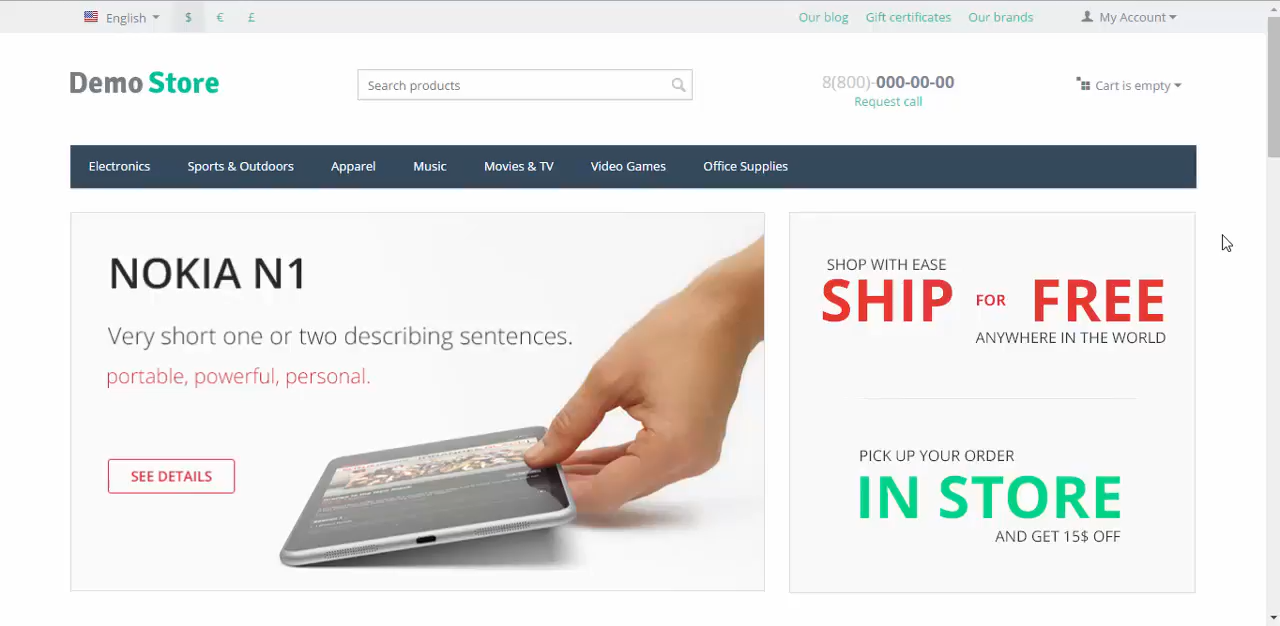 English $ € £ Our blog Gift certificates Our brands My Account
Demo Store Search products 8(800)-000-00-00 Cart is empty
Request call
Electronics Sports & Outdoors Apparel Music Movies & TV Video Games Office Supplies
NOKIA N1
Very short one or two describing sentences.
portable, powerful, personal.
SEE DETAILS
SHOP WITH EASE
SHIP FOR FREE
ANYWHERE IN THE WORLD
PICK UP YOUR ORDER
IN STORE
AND GET 15$ OFF